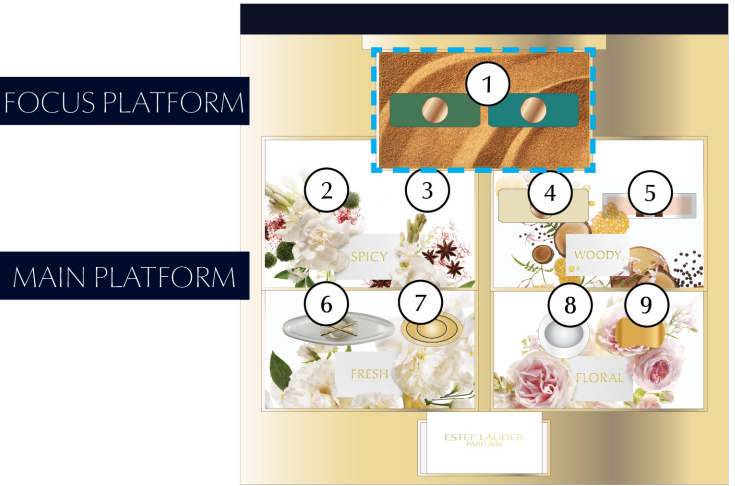 FOCUS PLATFORM
1
2
3
4
5
SPICY
WOODY
MAIN PLATFORM
6
7
8
9
FRESH
FLORAL
ESTEE LAUDER
PARFUMS